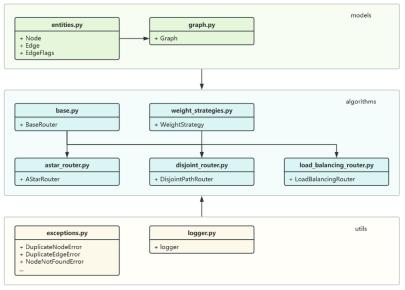 models
entities.py
+ Node
+ Edge
+ EdgeFlags
graph.py
+ Graph
algorithms
base.py
+ BaseRouter
weight_strategies.py
+ WeightStrategy
astar_router.py
+ AStarRouter
disjoint_router.py
+ DisjointPathRouter
load_balancing_router.py
+ LoadBalancingRouter
utils
exceptions.py
+ DuplicateNodeError
+ DuplicateEdgeError
+ NodeNotFoundError
...
logger.py
+ logger